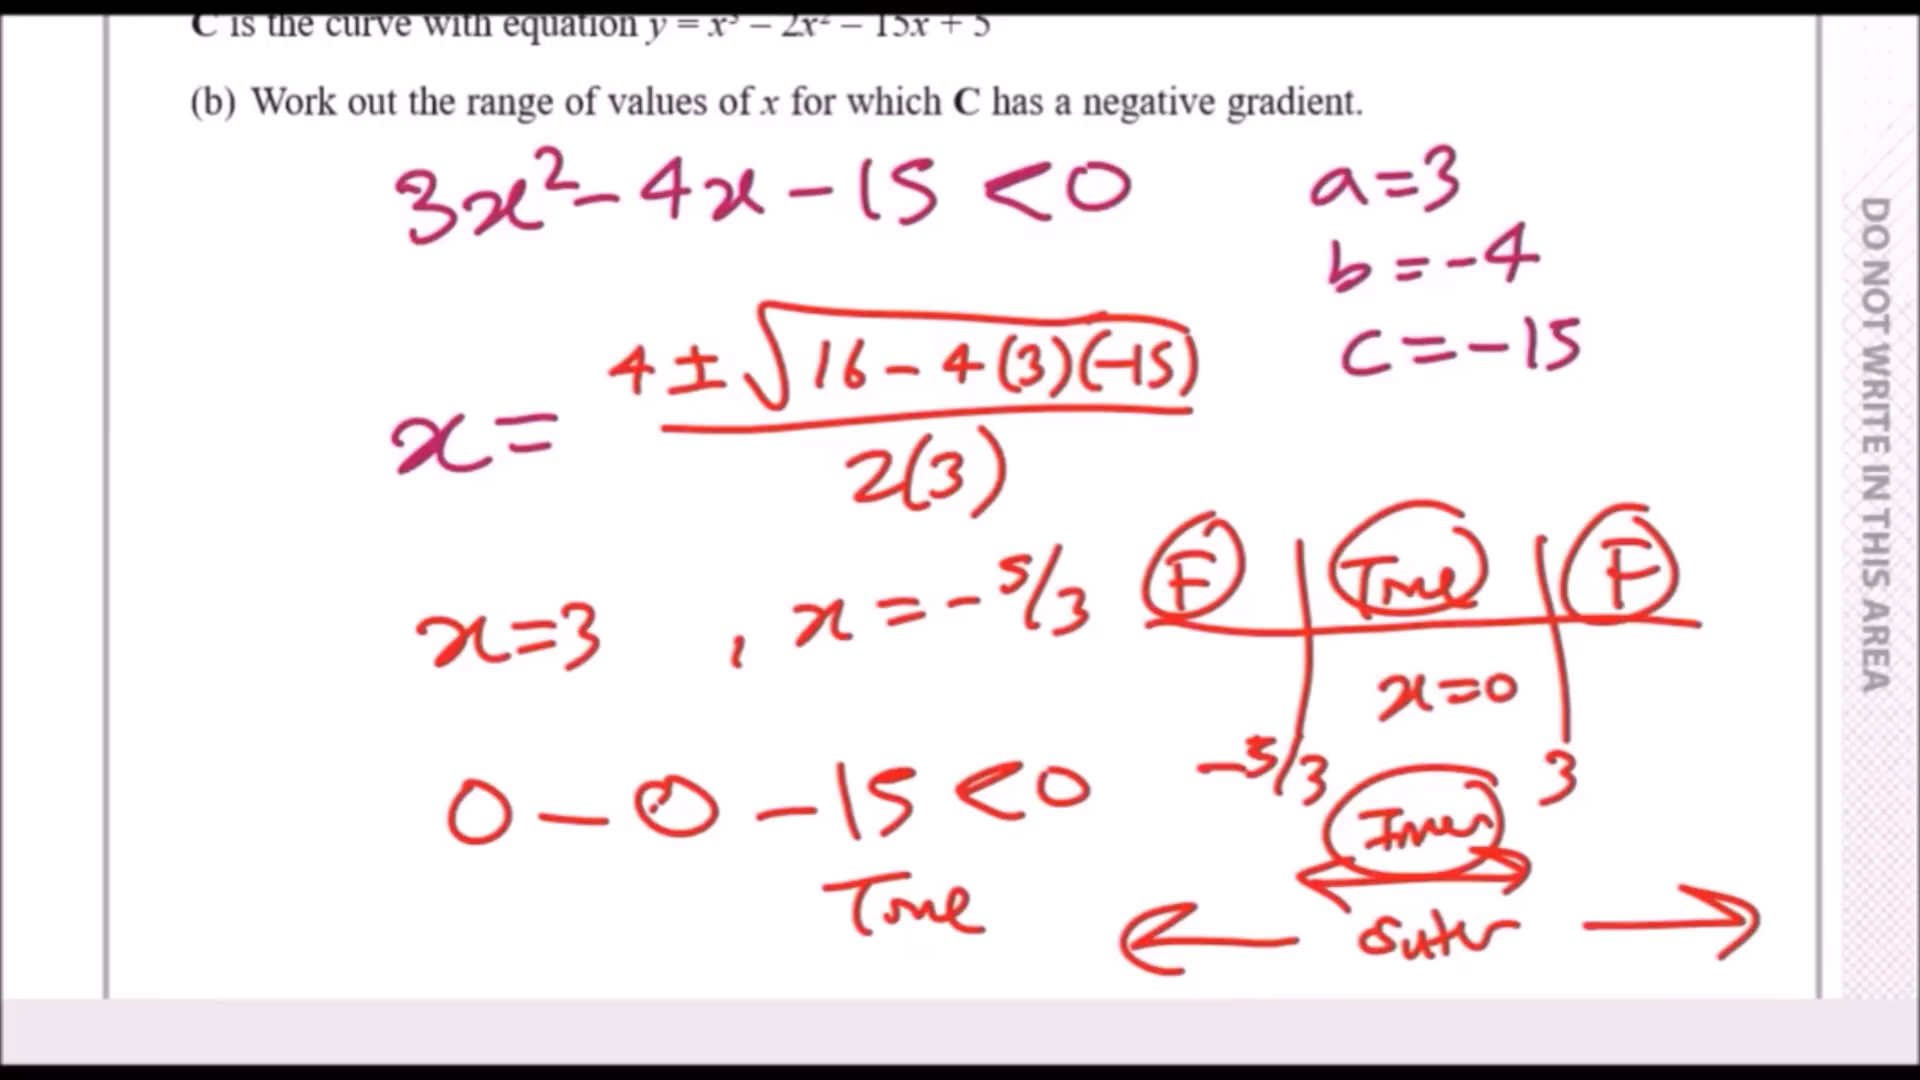 C is the curve with equation y = x³ – 2x² – 15x + 5
(b) Work out the range of values of x for which C has a negative gradient.
3x² - 4x - 15 < 0
a = 3
b = -4
c = -15
x = 4 ± √16 - 4(3)(-15) / 2(3)
x = 3 , x = -5/3
F True F
x = 0
-5/3 3
0 - 0 - 15 < 0
True
Inner
Outer
DO NOT WRITE IN THIS AREA